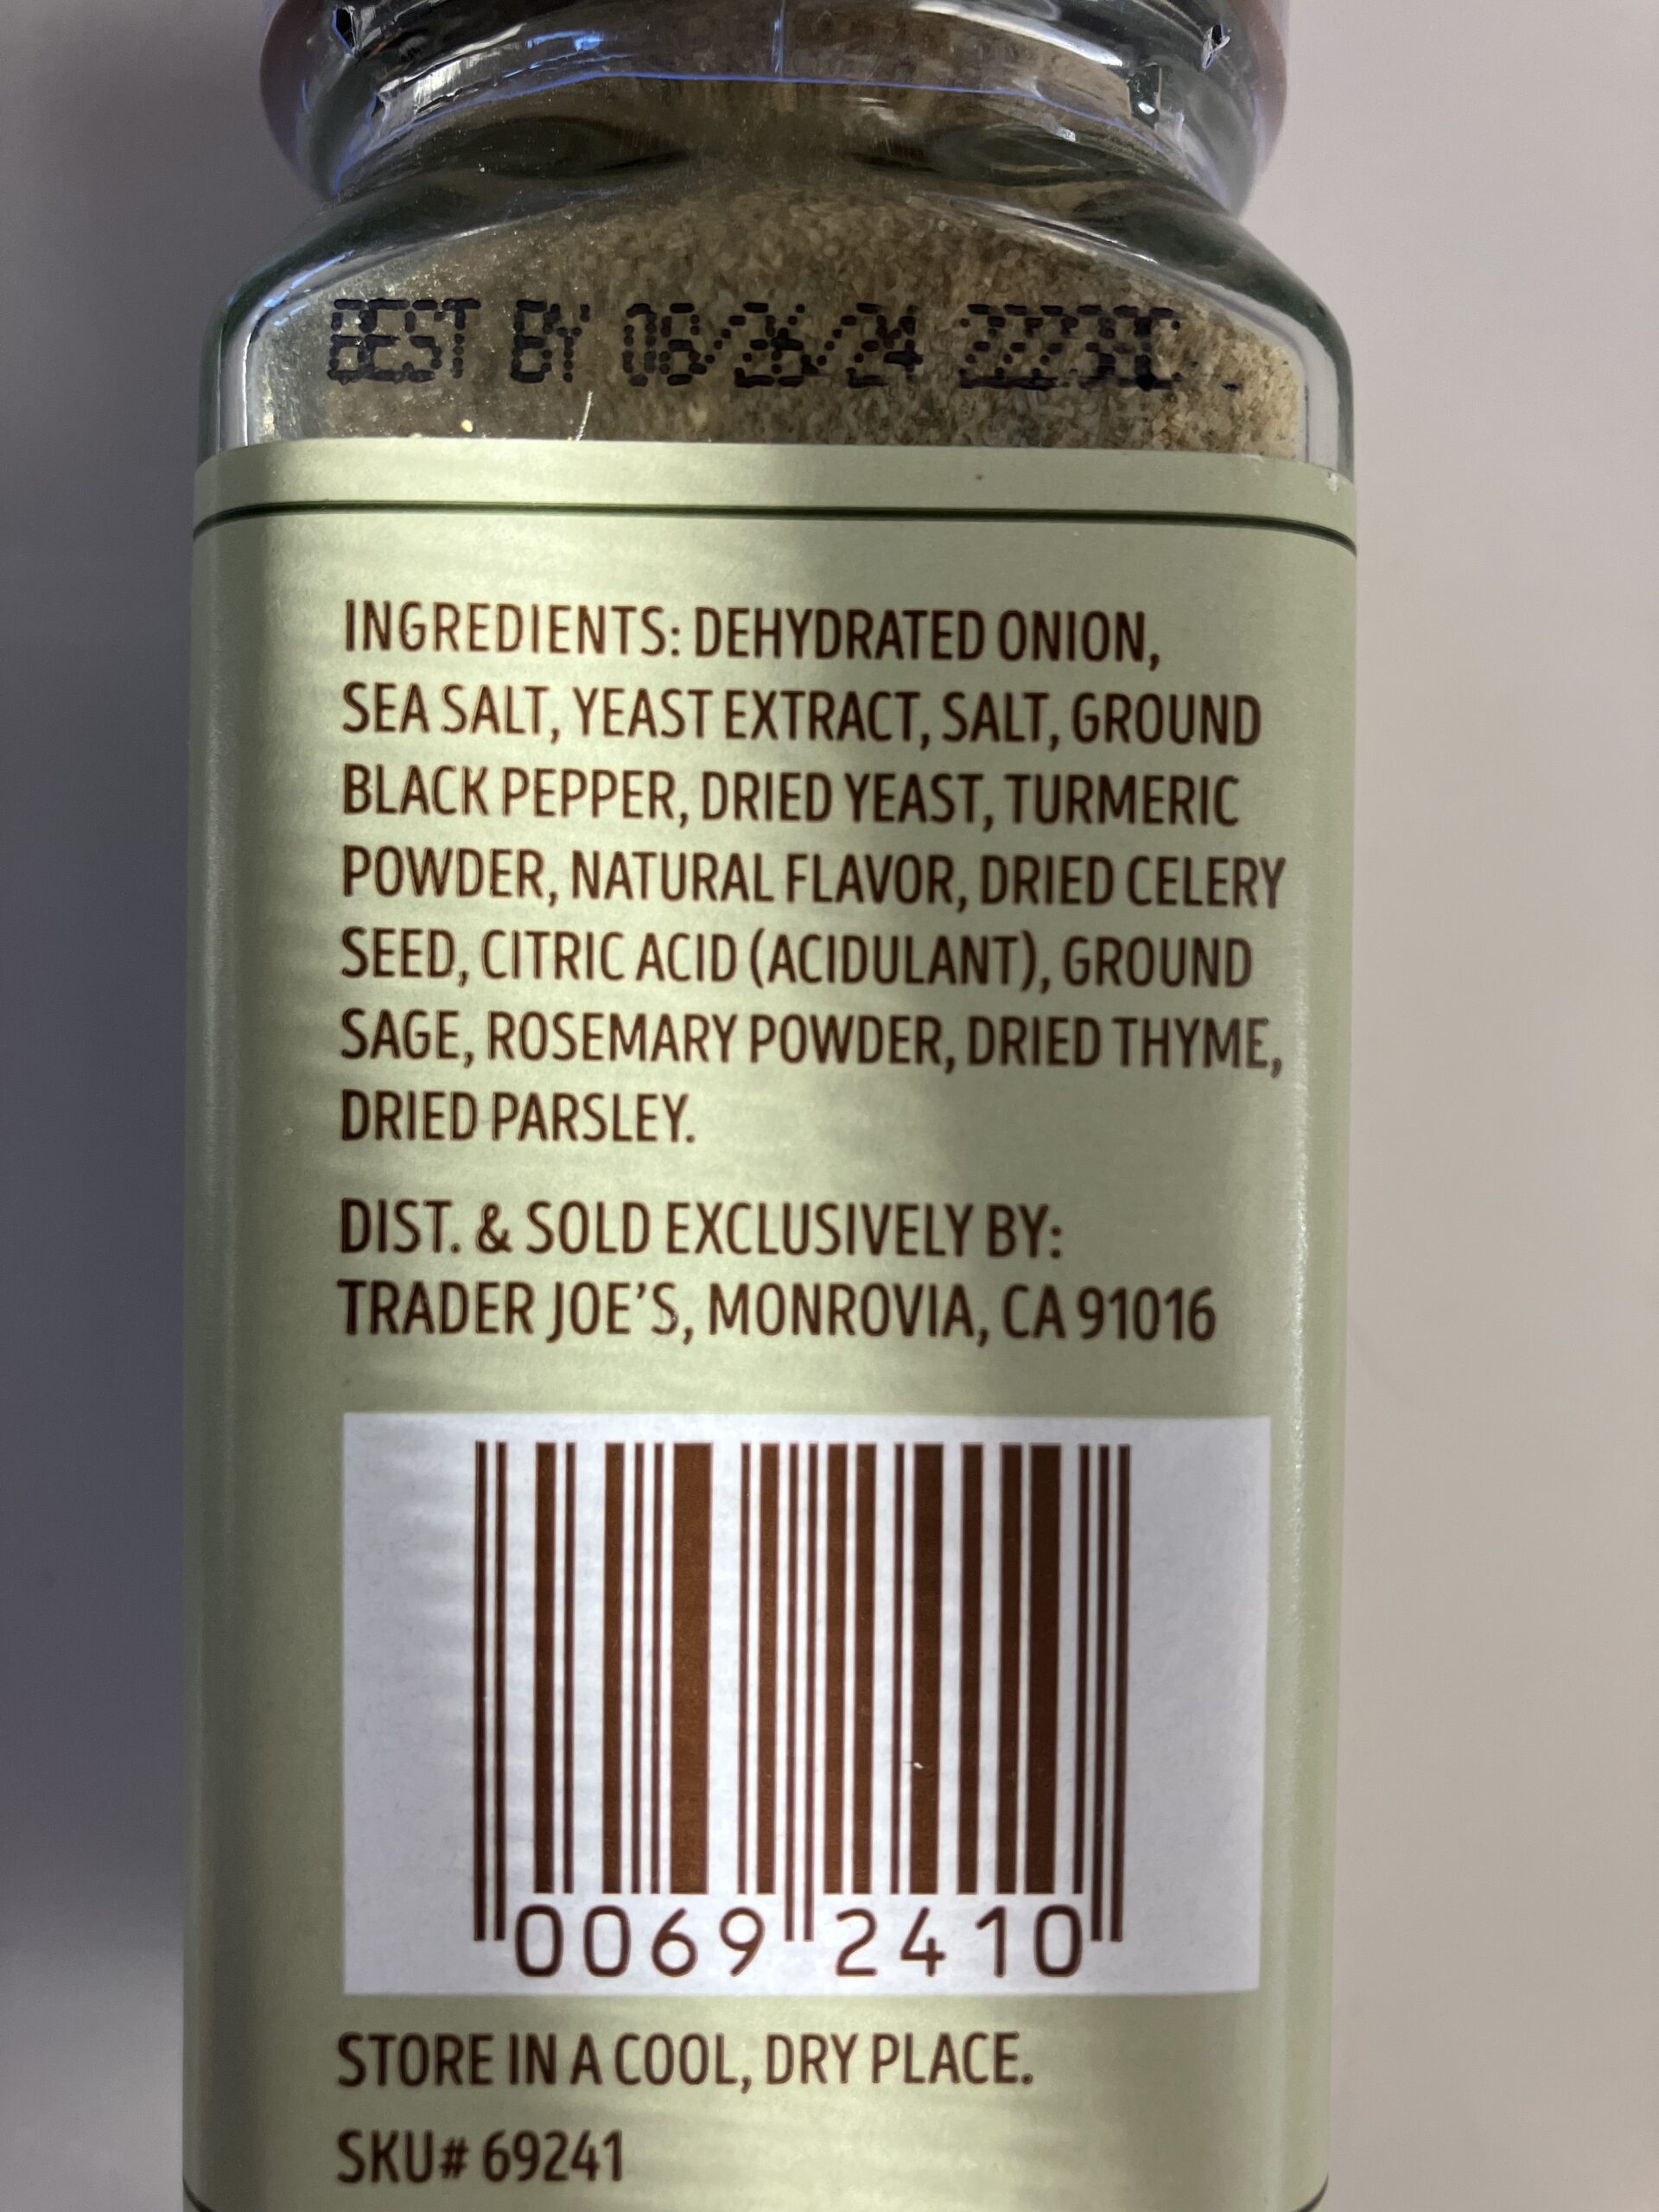 BEST BY 08/26/24
INGREDIENTS: DEHYDRATED ONION,
SEA SALT, YEAST EXTRACT, SALT, GROUND
BLACK PEPPER, DRIED YEAST, TURMERIC
POWDER, NATURAL FLAVOR, DRIED CELERY
SEED, CITRIC ACID (ACIDULANT), GROUND
SAGE, ROSEMARY POWDER, DRIED THYME,
DRIED PARSLEY.
DIST. & SOLD EXCLUSIVELY BY:
TRADER JOE'S, MONROVIA, CA 91016
0069 2410
STORE IN A COOL, DRY PLACE.
SKU# 69241